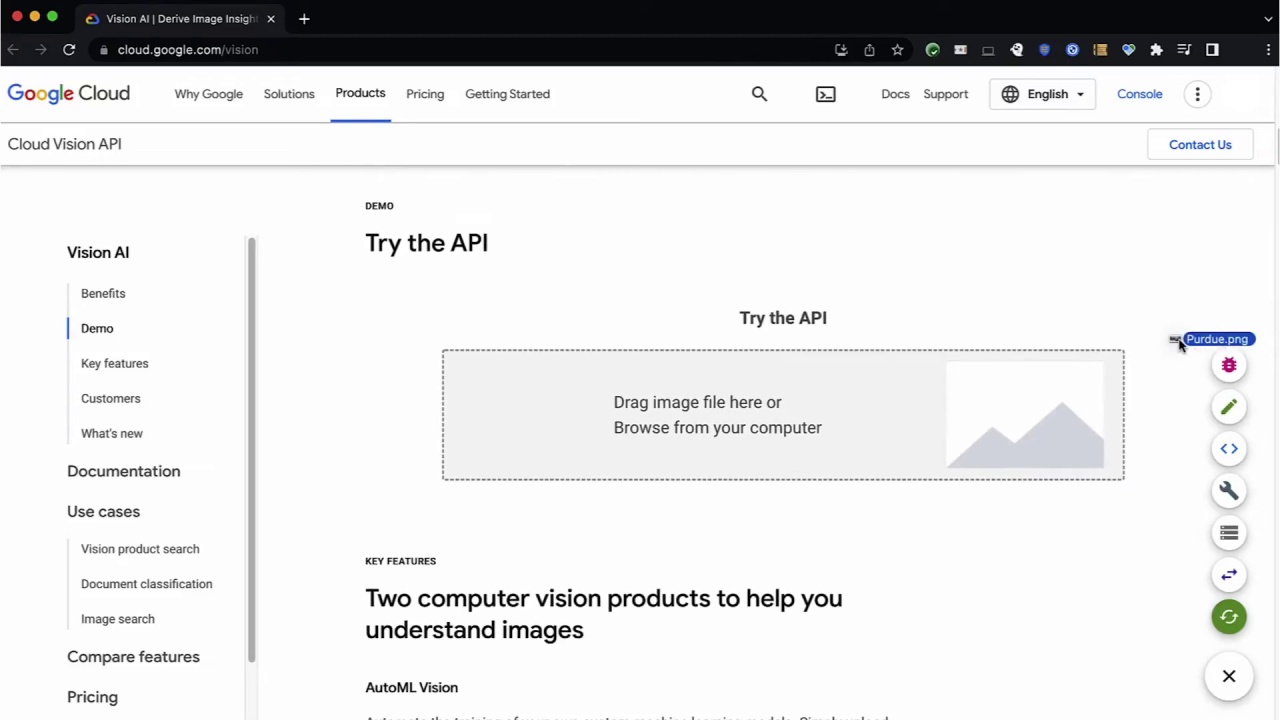 Vision AI | Derive Image Insight
cloud.google.com/vision
Google Cloud
Why Google
Solutions
Products
Pricing
Getting Started
Docs
Support
English
Console
Cloud Vision API
Contact Us
Vision AI
Benefits
Demo
Key features
Customers
What's new
Documentation
Use cases
Vision product search
Document classification
Image search
Compare features
Pricing
DEMO
Try the API
Try the API
Drag image file here or
Browse from your computer
Purdue.png
KEY FEATURES
Two computer vision products to help you
understand images
AutoML Vision